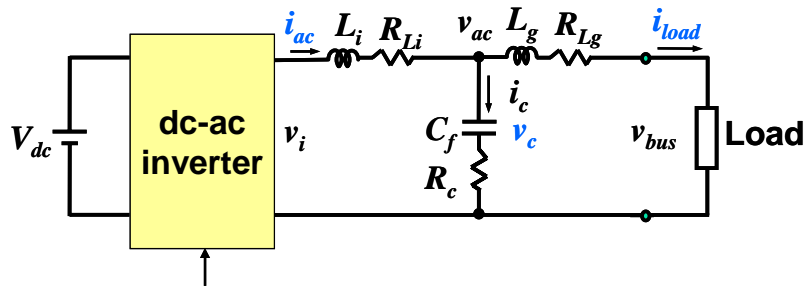 i_ac L_i R_Li v_ac L_g R_Lg i_load
V_dc dc-ac inverter v_i i_c C_f v_c R_c v_bus Load